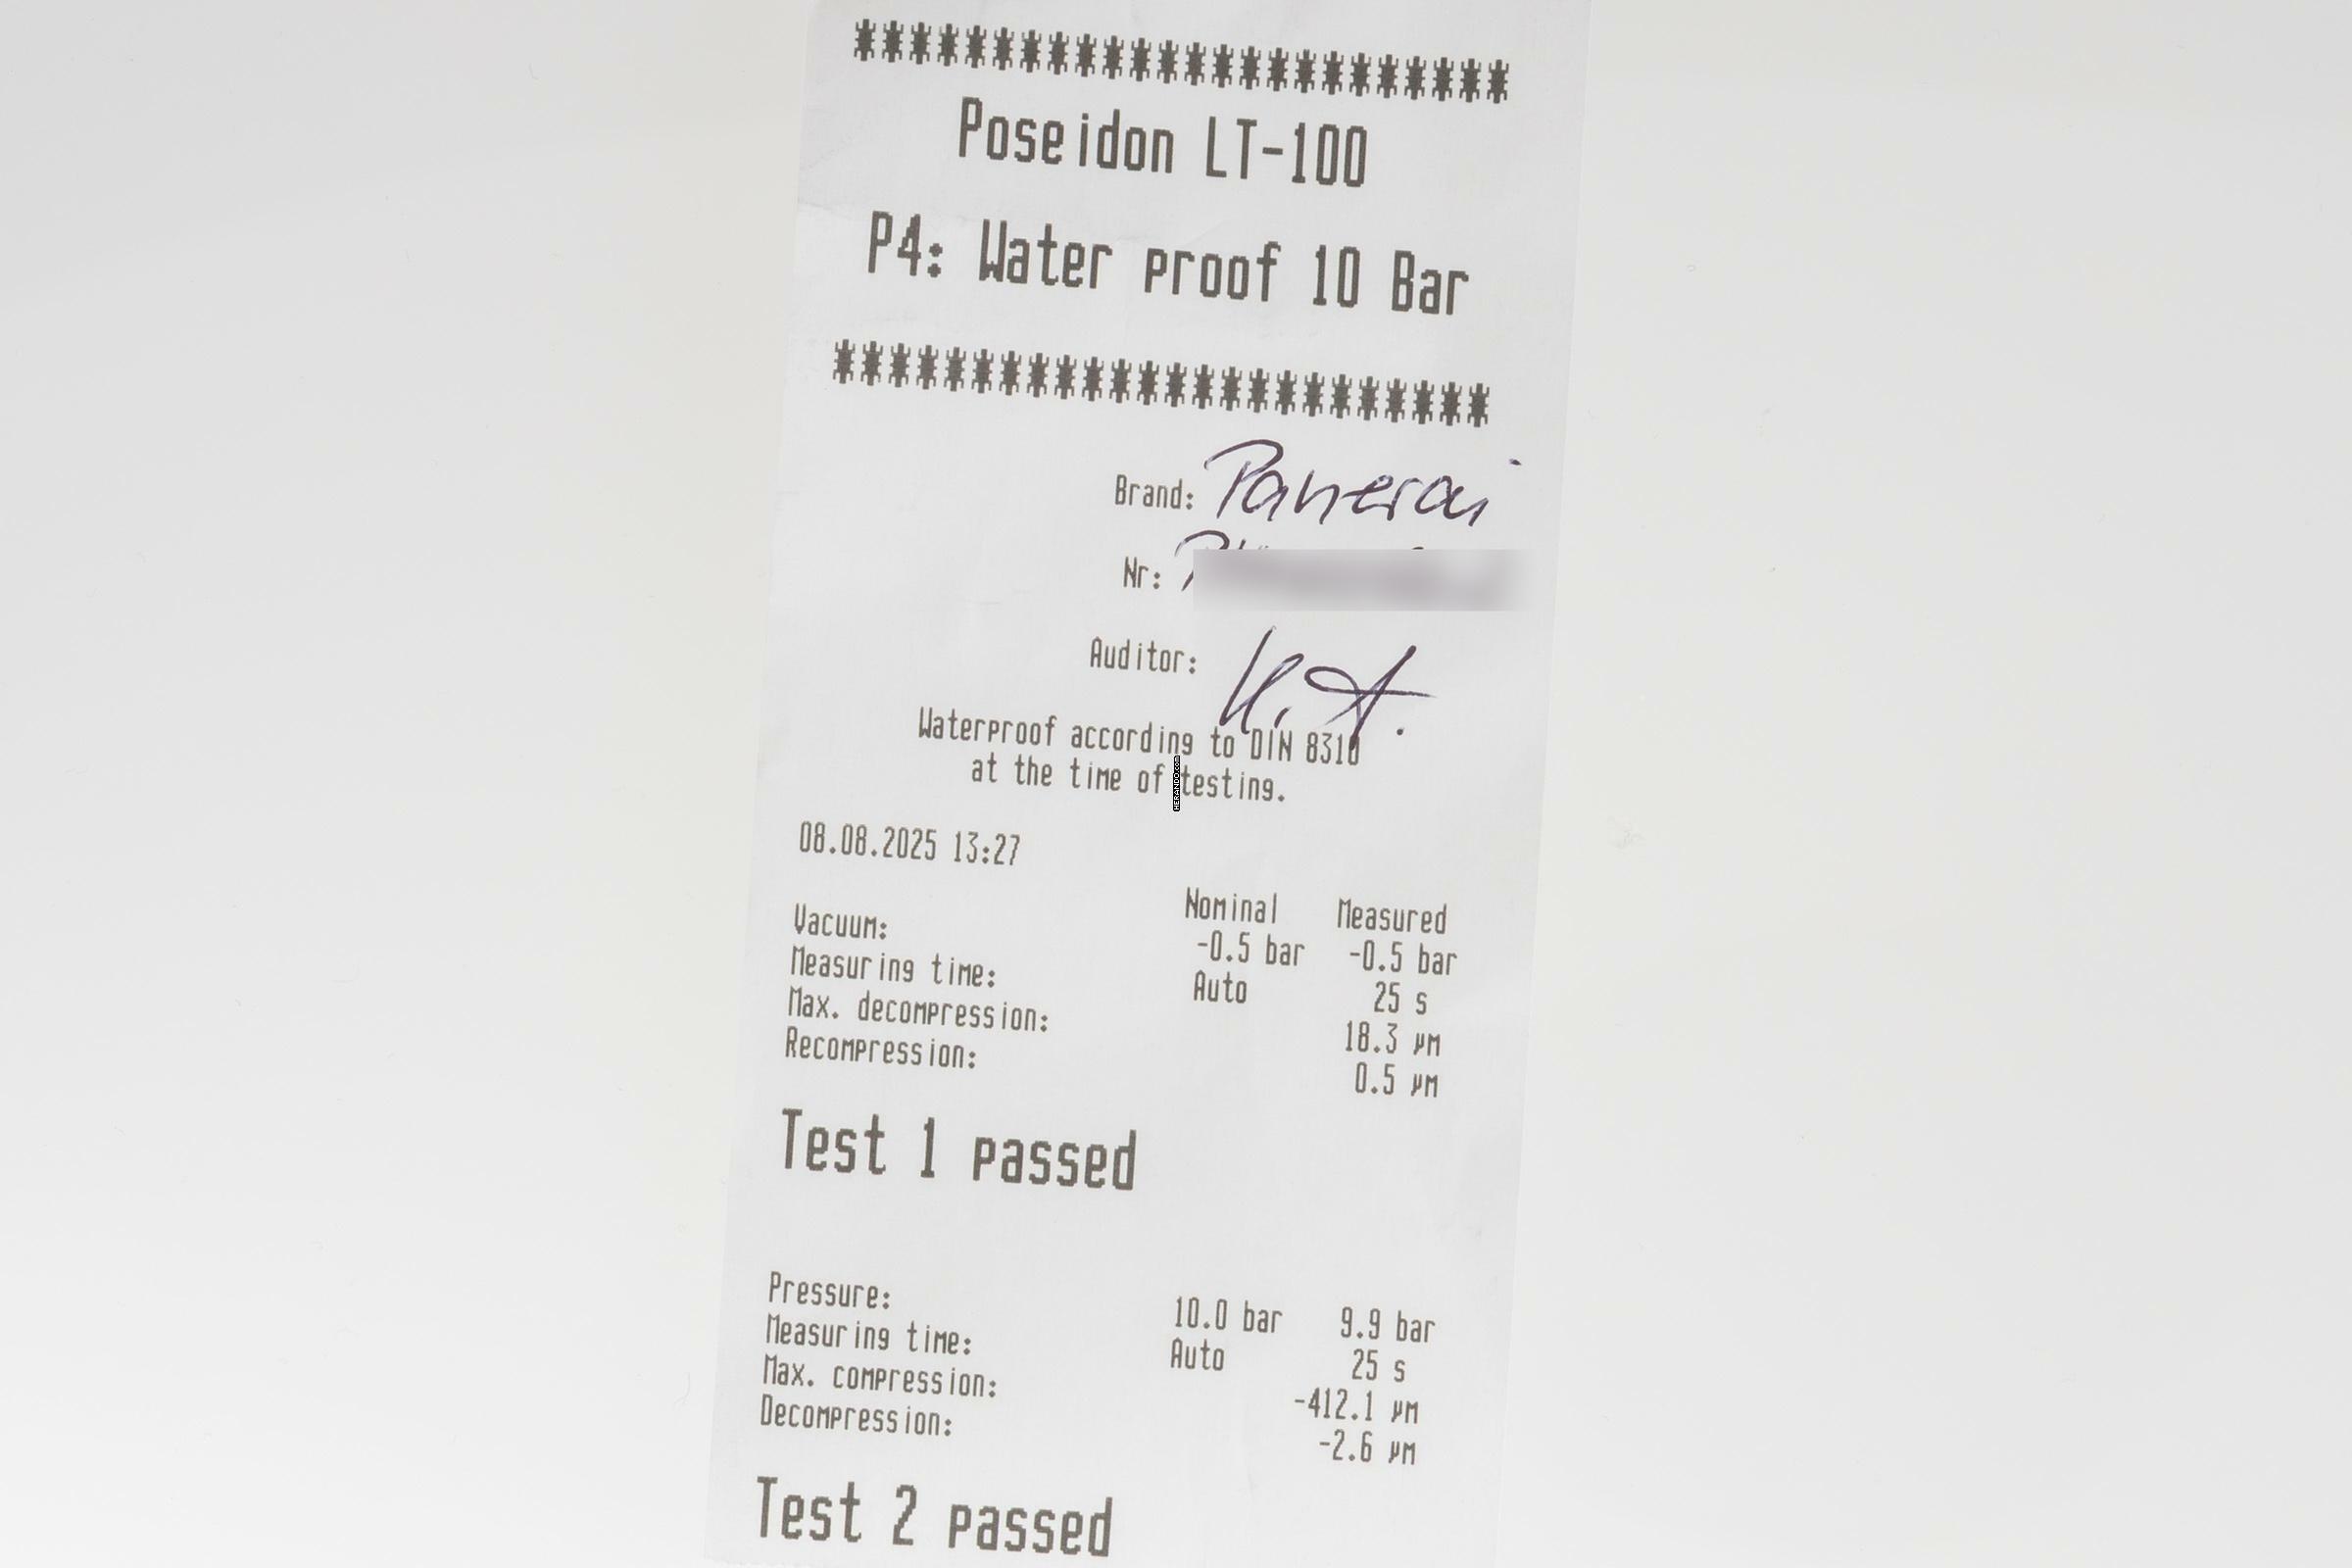 ************************
Poseidon LT-100
P4: Water proof 10 Bar
************************
Brand: Panerai
Nr:
Auditor: K. A.
Waterproof according to DIN 8310
at the time of testing.
HERANDO.com
08.08.2025 13:27
Nominal Measured
Vacuum: -0.5 bar -0.5 bar
Measuring time: Auto 25 s
Max. decompression: 18.3 µm
Recompression: 0.5 µm
Test 1 passed
Pressure: 10.0 bar 9.9 bar
Measuring time: Auto 25 s
Max. compression: -412.1 µm
Decompression: -2.6 µm
Test 2 passed